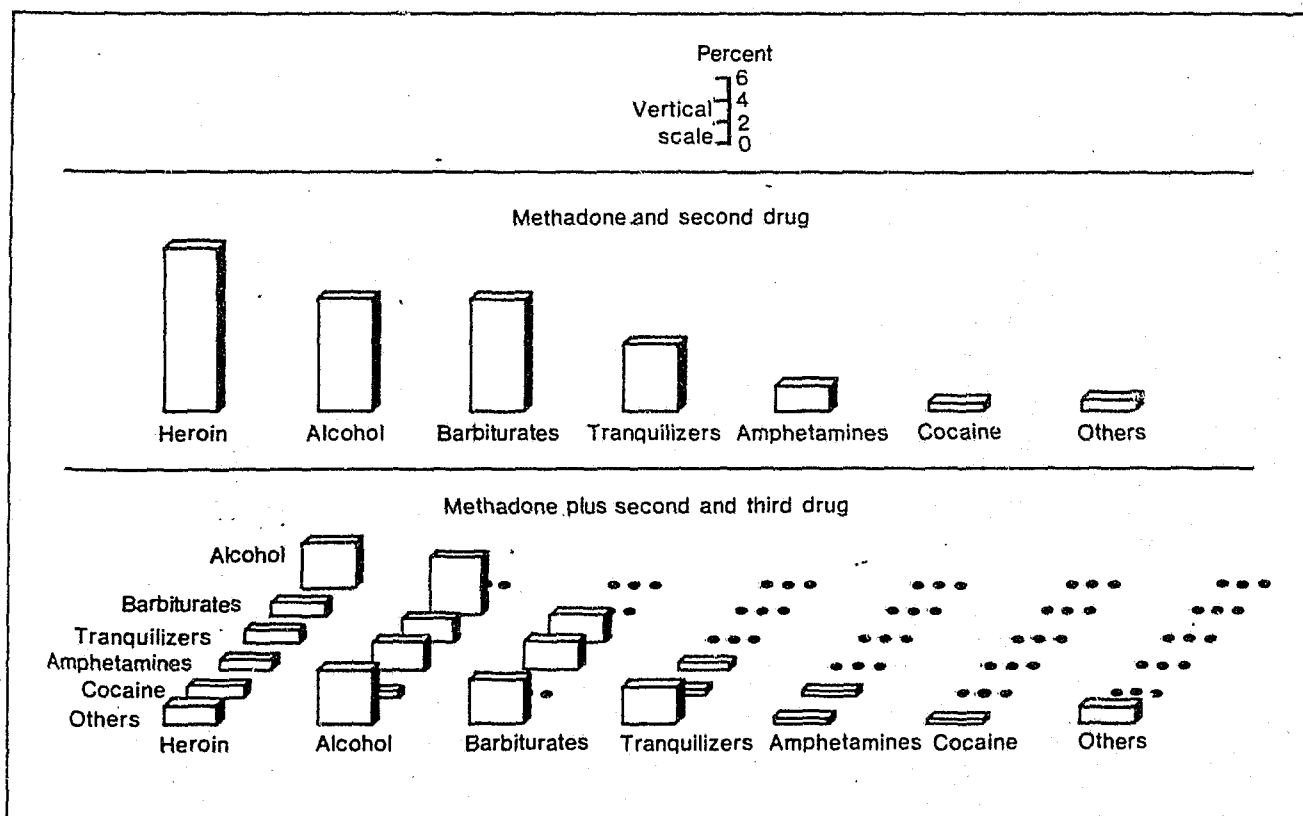 Percent
6
Vertical 4
2
scale 0
Methadone and second drug
Heroin Alcohol Barbiturates Tranquilizers Amphetamines Cocaine Others
Methadone plus second and third drug
Alcohol
Barbiturates
Tranquilizers
Amphetamines
Cocaine
Others
Heroin Alcohol Barbiturates Tranquilizers Amphetamines Cocaine Others